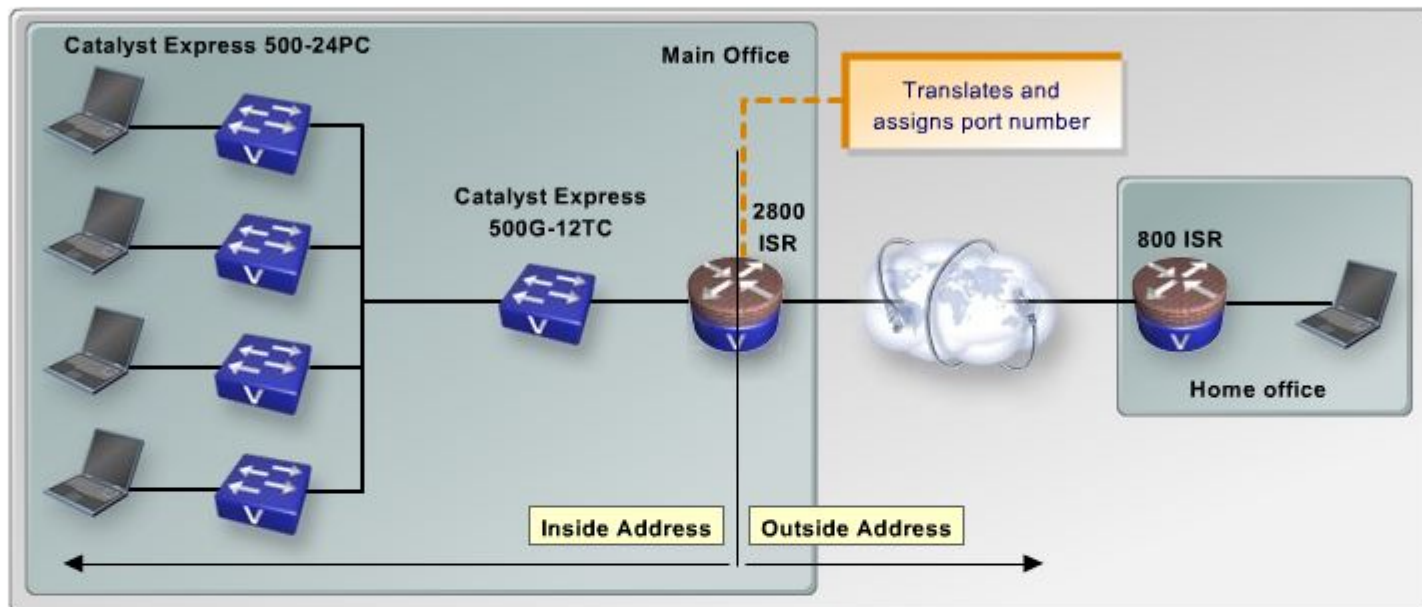 Catalyst Express 500-24PC
Main Office
Translates and
assigns port number
Catalyst Express
500G-12TC
2800
ISR
800 ISR
Home office
Inside Address
Outside Address
V
V
V
V
V
V
V